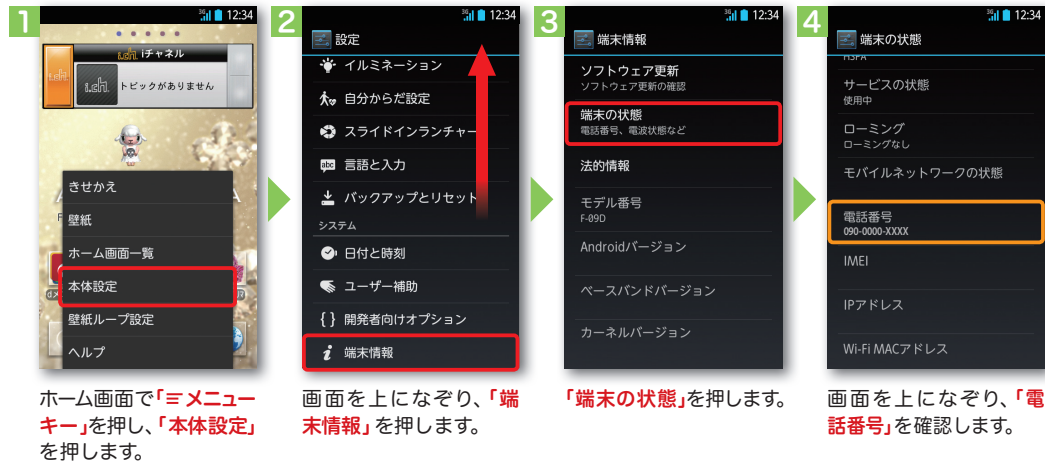 1
3G 12:34
i.ch iチャネル
i.ch
i.ch トピックがありません
きせかえ
壁紙
ホーム画面一覧
本体設定
壁紙ループ設定
ヘルプ
ホーム画面で「メニュー
キー」を押し、「本体設定」
を押します。
2
3G 12:34
設定
イルミネーション
自分からだ設定
スライドインランチャー
abc 言語と入力
バックアップとリセット
システム
日付と時刻
ユーザー補助
{ } 開発者向けオプション
i 端末情報
画面を上になぞり、「端
末情報」を押します。
3
3G 12:34
端末情報
ソフトウェア更新
ソフトウェア更新の確認
端末の状態
電話番号、電波状態など
法的情報
モデル番号
F-09D
Androidバージョン
ベースバンドバージョン
カーネルバージョン
「端末の状態」を押します。
4
3G 12:34
端末の状態
HSPA
サービスの状態
使用中
ローミング
ローミングなし
モバイルネットワークの状態
電話番号
090-0000-XXXX
IMEI
IPアドレス
Wi-Fi MACアドレス
画面を上になぞり、「電
話番号」を確認します。